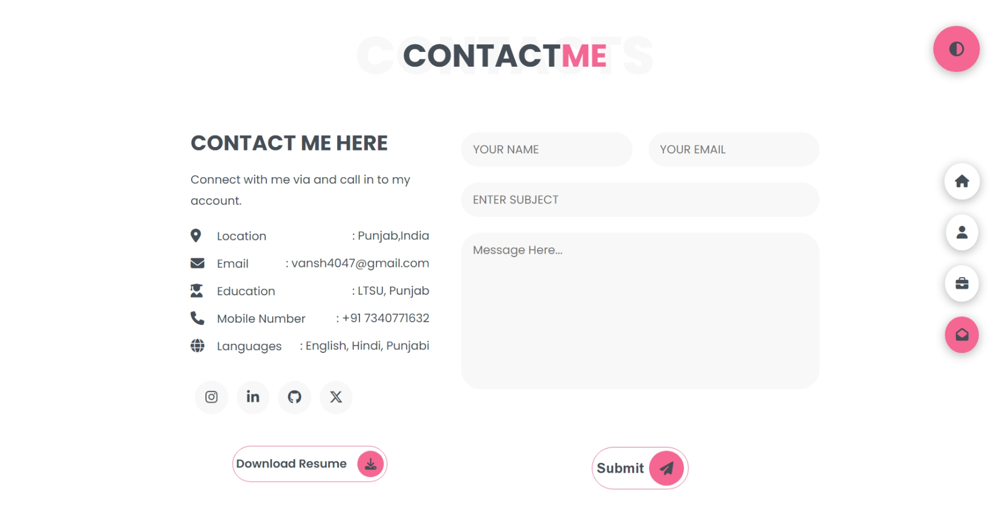 CONTACTS
CONTACTME
CONTACT ME HERE
Connect with me via and call in to my
account.
Location : Punjab,India
Email : vansh4047@gmail.com
Education : LTSU, Punjab
Mobile Number : +91 7340771632
Languages : English, Hindi, Punjabi
Download Resume
YOUR NAME
YOUR EMAIL
ENTER SUBJECT
Message Here...
Submit